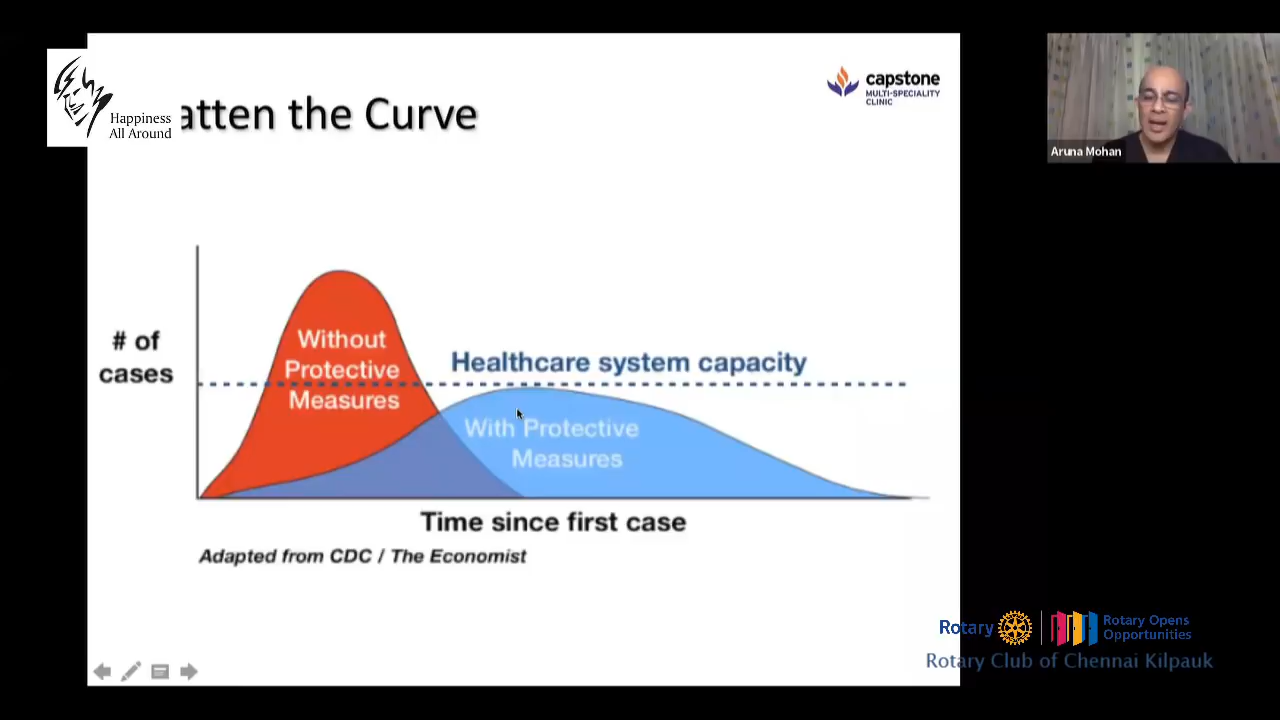 Happiness
All Around
atten the Curve
capstone
MULTI-SPECIALITY
CLINIC
Aruna Mohan
# of
cases
Without
Protective
Measures
Healthcare system capacity
With Protective
Measures
Time since first case
Adapted from CDC / The Economist
Rotary
Rotary Opens
Opportunities
Rotary Club of Chennai Kilpauk